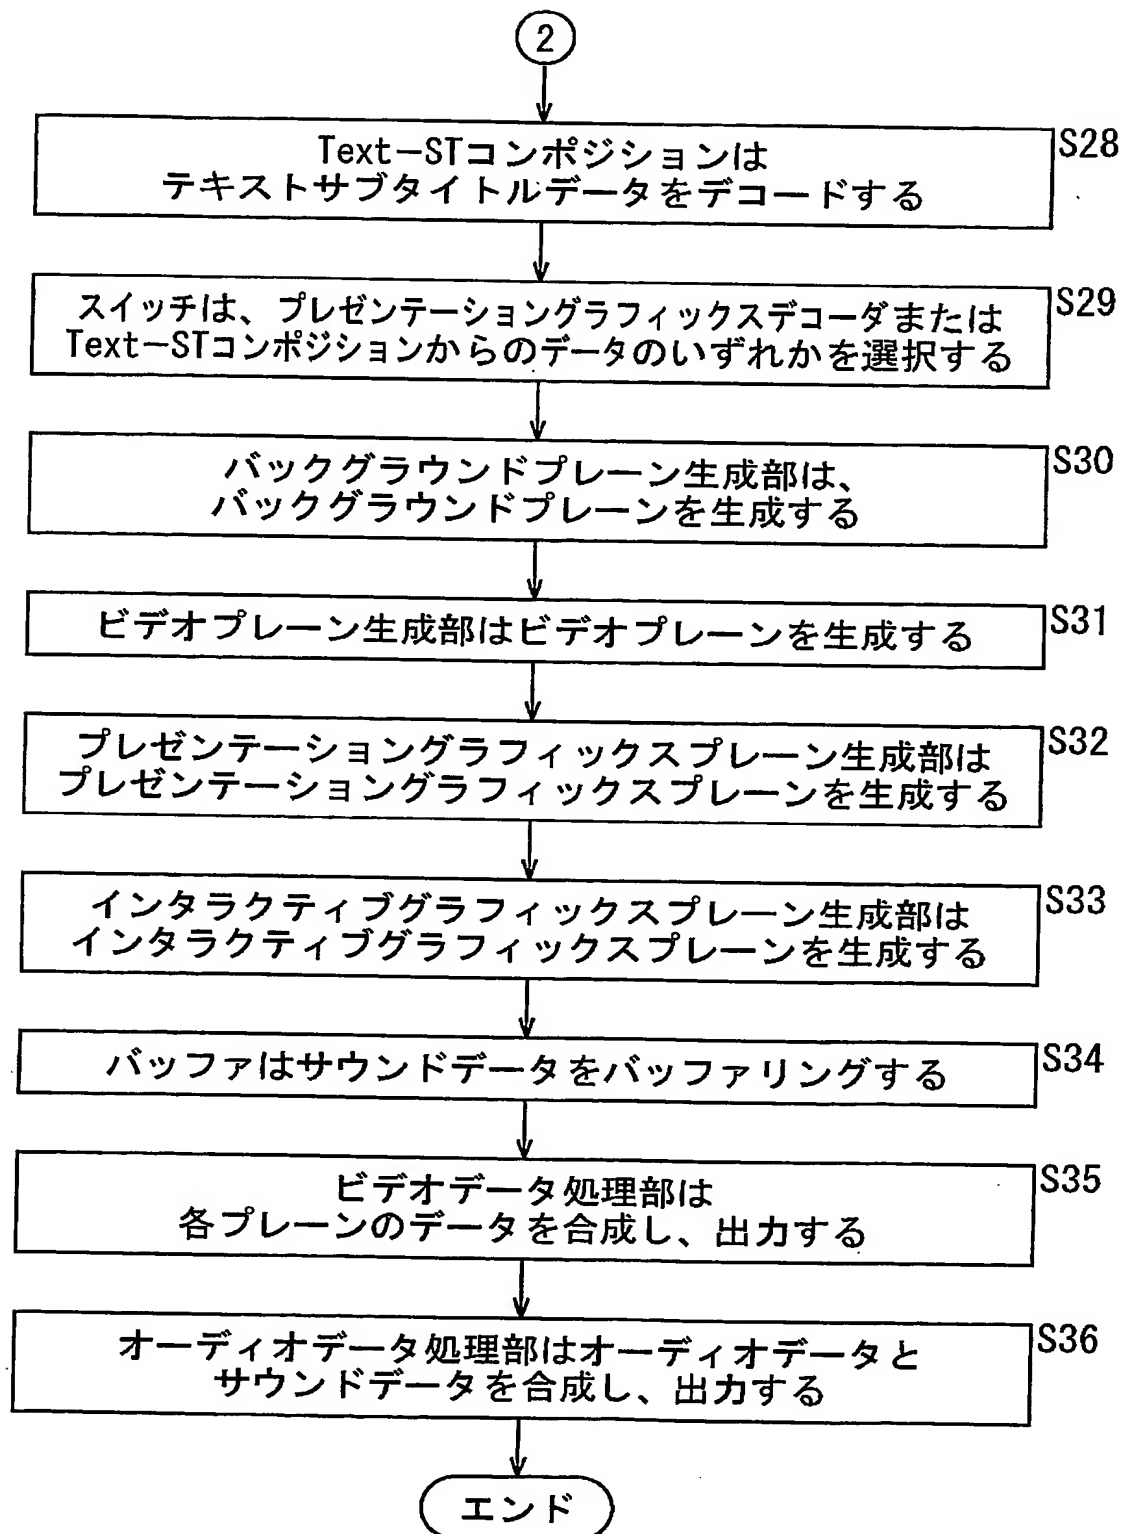 2
Text−STコンポジションは
テキストサブタイトルデータをデコードする
S28
スイッチは、プレゼンテーショングラフィックスデコーダまたは
Text−STコンポジションからのデータのいずれかを選択する
S29
バックグラウンドプレーン生成部は、
バックグラウンドプレーンを生成する
S30
ビデオプレーン生成部はビデオプレーンを生成する
S31
プレゼンテーショングラフィックスプレーン生成部は
プレゼンテーショングラフィックスプレーンを生成する
S32
インタラクティブグラフィックスプレーン生成部は
インタラクティブグラフィックスプレーンを生成する
S33
バッファはサウンドデータをバッファリングする
S34
ビデオデータ処理部は
各プレーンのデータを合成し、出力する
S35
オーディオデータ処理部はオーディオデータと
サウンドデータを合成し、出力する
S36
エンド